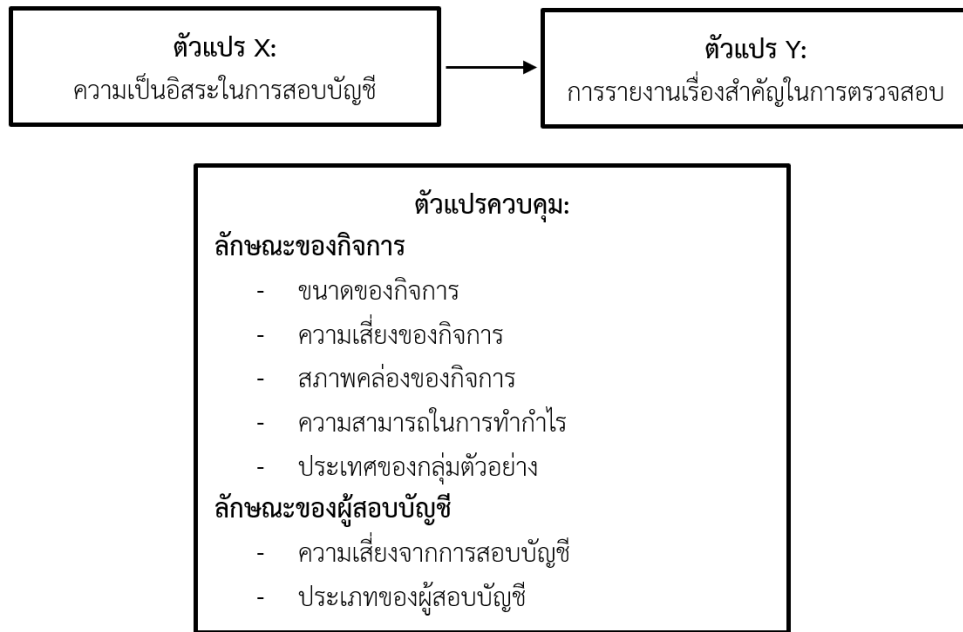 ตัวแปร X:
ความเป็นอิสระในการสอบบัญชี
ตัวแปร Y:
การรายงานเรื่องสำคัญในการตรวจสอบ
ตัวแปรควบคุม:
ลักษณะของกิจการ
- ขนาดของกิจการ
- ความเสี่ยงของกิจการ
- สภาพคล่องของกิจการ
- ความสามารถในการทำกำไร
- ประเทศของกลุ่มตัวอย่าง
ลักษณะของผู้สอบบัญชี
- ความเสี่ยงจากการสอบบัญชี
- ประเภทของผู้สอบบัญชี